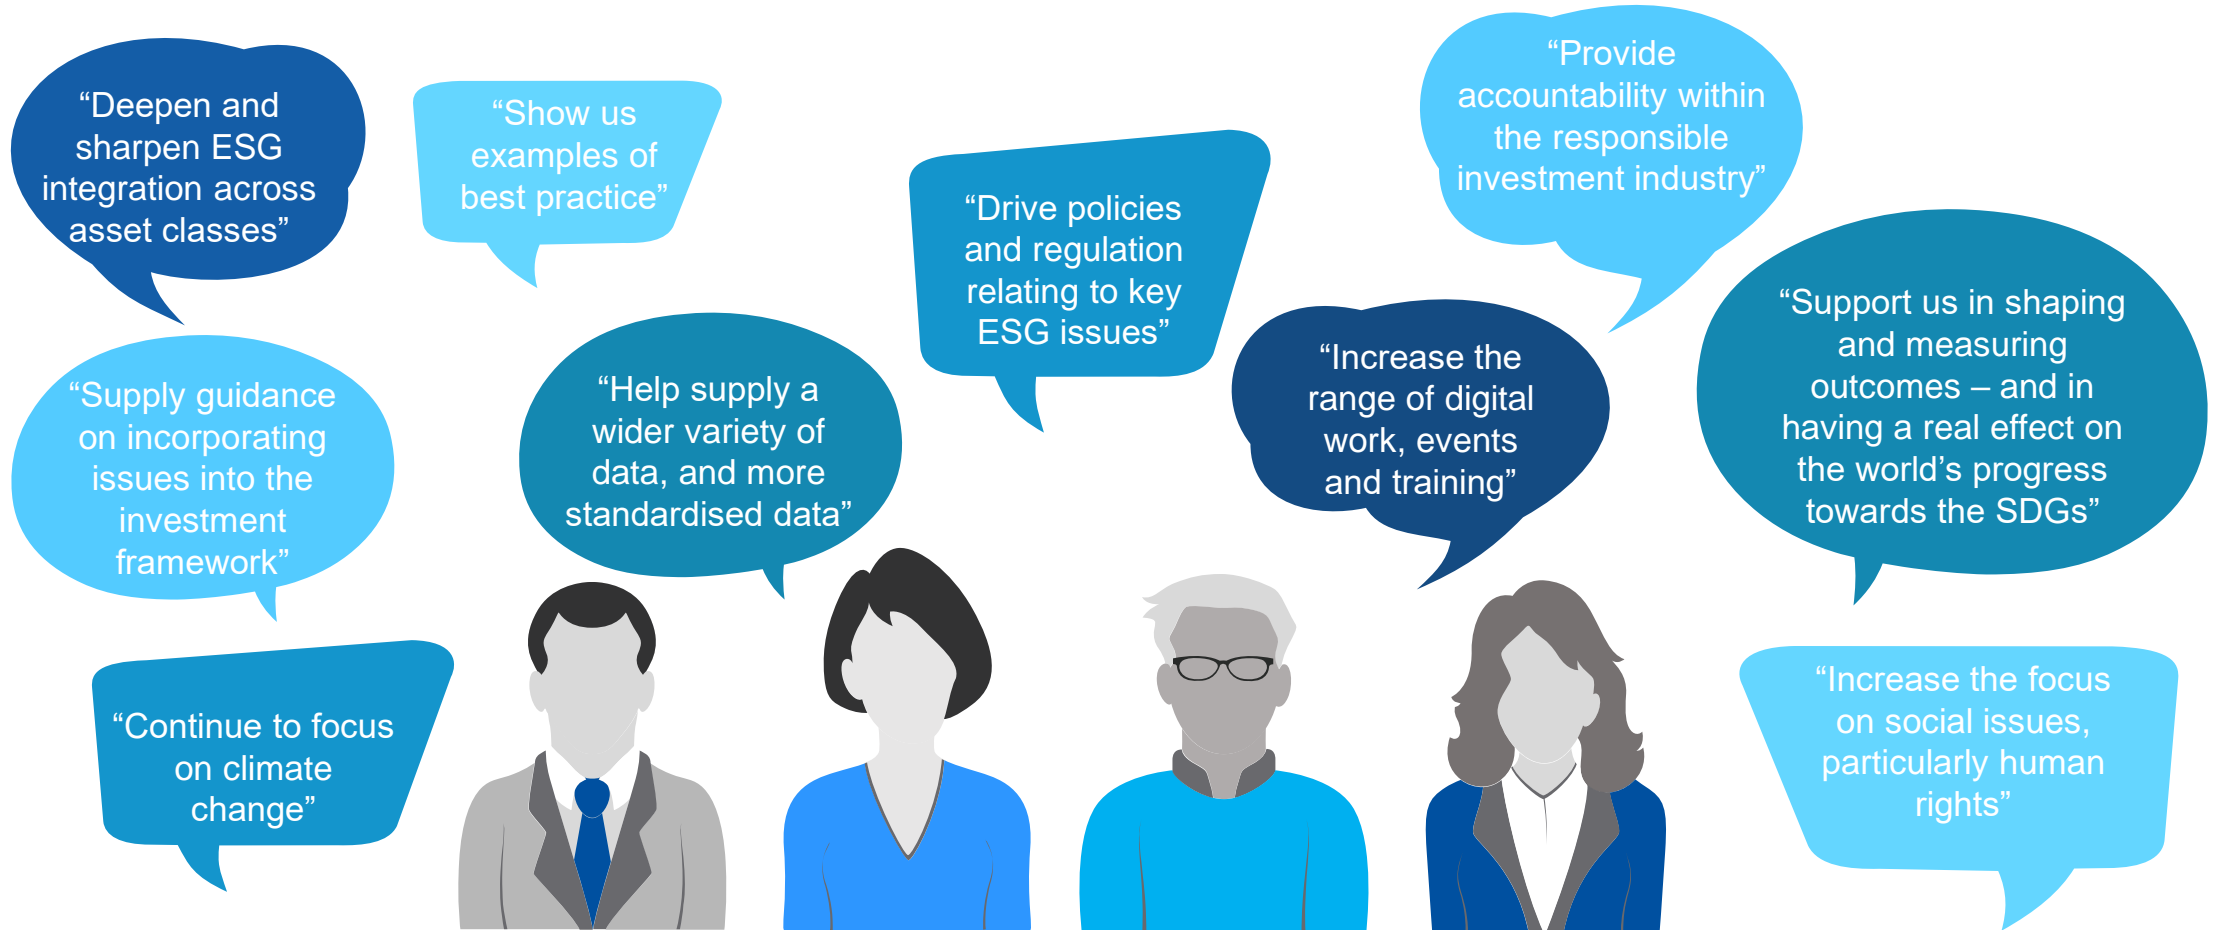 “Deepen and
sharpen ESG
integration across
asset classes”
“Show us
examples of
best practice”
“Drive policies
and regulation
relating to key
ESG issues”
“Provide
accountability within
the responsible
investment industry”
“Supply guidance
on incorporating
issues into the
investment
framework”
“Help supply a
wider variety of
data, and more
standardised data”
“Increase the
range of digital
work, events
and training”
“Support us in shaping
and measuring
outcomes – and in
having a real effect on
the world’s progress
towards the SDGs”
“Continue to focus
on climate
change”
“Increase the focus
on social issues,
particularly human
rights”